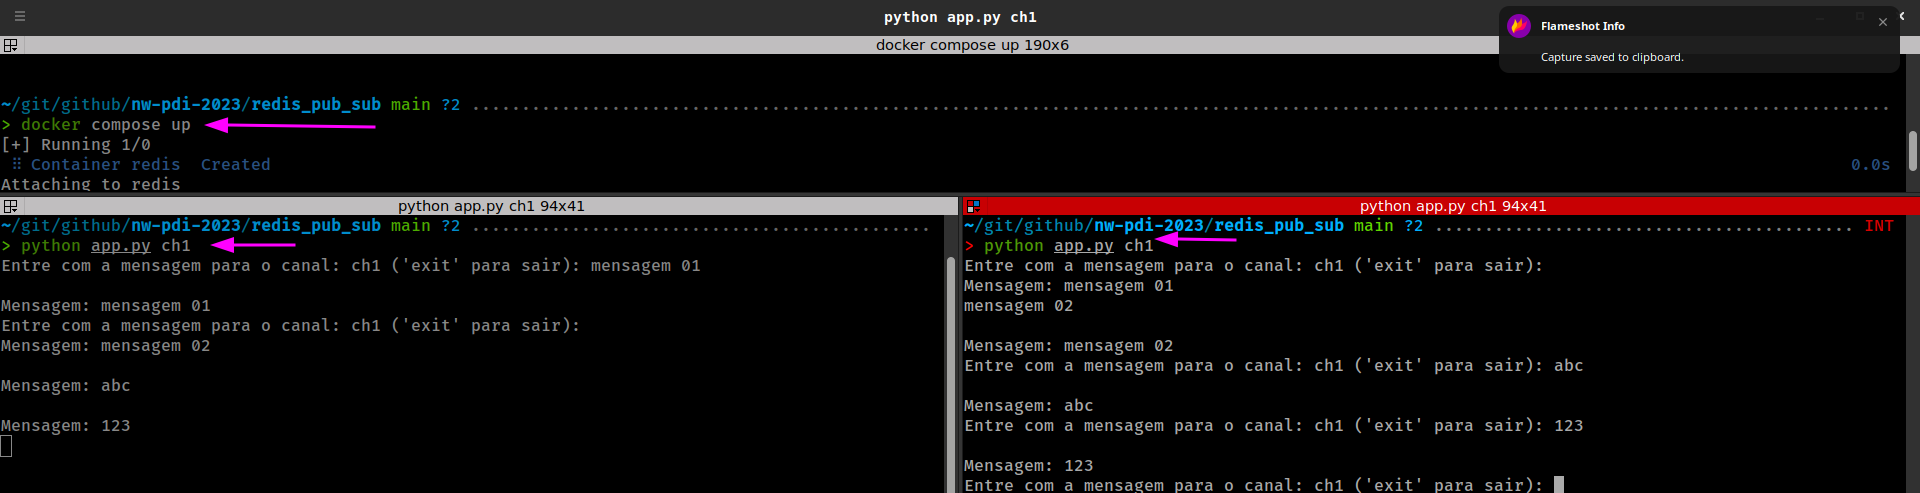 python app.py ch1
Flameshot Info
Capture saved to clipboard.
docker compose up 190x6
~/git/github/nw-pdi-2023/redis_pub_sub main ?2
> docker compose up
[+] Running 1/0
⠿ Container redis  Created 0.0s
Attaching to redis
python app.py ch1 94x41
~/git/github/nw-pdi-2023/redis_pub_sub main ?2
> python app.py ch1
Entre com a mensagem para o canal: ch1 ('exit' para sair): mensagem 01
Mensagem: mensagem 01
Entre com a mensagem para o canal: ch1 ('exit' para sair):
Mensagem: mensagem 02
Mensagem: abc
Mensagem: 123
python app.py ch1 94x41
~/git/github/nw-pdi-2023/redis_pub_sub main ?2 INT
> python app.py ch1
Entre com a mensagem para o canal: ch1 ('exit' para sair):
Mensagem: mensagem 01
mensagem 02
Mensagem: mensagem 02
Entre com a mensagem para o canal: ch1 ('exit' para sair): abc
Mensagem: abc
Entre com a mensagem para o canal: ch1 ('exit' para sair): 123
Mensagem: 123
Entre com a mensagem para o canal: ch1 ('exit' para sair):